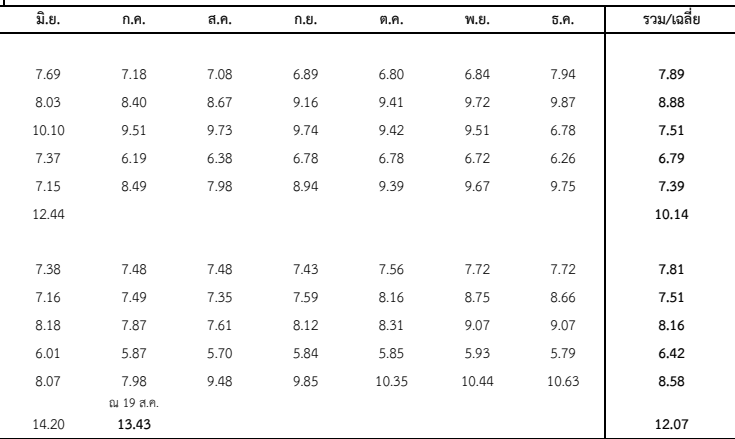 มิ.ย. ก.ค. ส.ค. ก.ย. ต.ค. พ.ย. ธ.ค. รวม/เฉลี่ย
7.69 7.18 7.08 6.89 6.80 6.84 7.94 7.89
8.03 8.40 8.67 9.16 9.41 9.72 9.87 8.88
10.10 9.51 9.73 9.74 9.42 9.51 6.78 7.51
7.37 6.19 6.38 6.78 6.78 6.72 6.26 6.79
7.15 8.49 7.98 8.94 9.39 9.67 9.75 7.39
12.44 10.14
7.38 7.48 7.48 7.43 7.56 7.72 7.72 7.81
7.16 7.49 7.35 7.59 8.16 8.75 8.66 7.51
8.18 7.87 7.61 8.12 8.31 9.07 9.07 8.16
6.01 5.87 5.70 5.84 5.85 5.93 5.79 6.42
8.07 7.98 9.48 9.85 10.35 10.44 10.63 8.58
ณ 19 ส.ค.
14.20 13.43 12.07